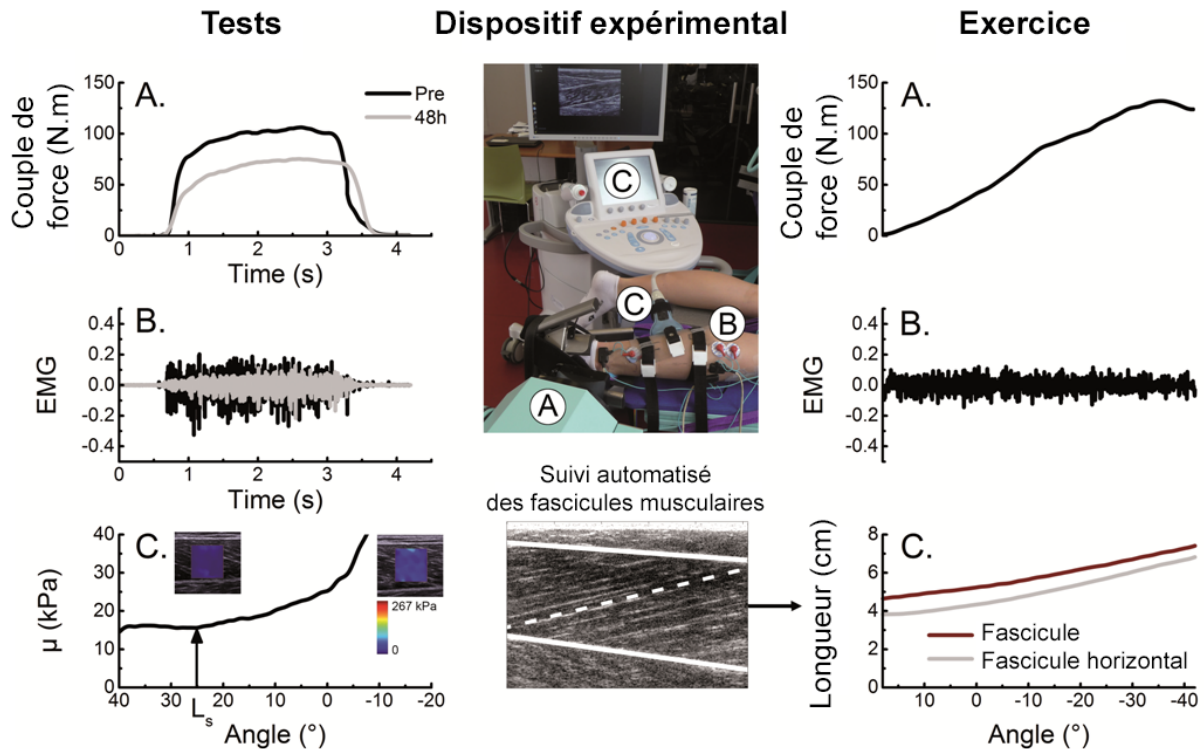 Tests
Dispositif expérimental
Exercice
A.
Pre
48h
Couple de
force (N.m)
150
100
50
0
0 1 2 3 4
Time (s)
B.
EMG
0.4
0.2
0.0
-0.2
-0.4
0 1 2 3 4
Time (s)
C.
µ (kPa)
40
30
20
10
0
267 kPa
0
40 30 20 10 0 -10 -20
Ls
Angle (°)
C
C
B
A
Suivi automatisé
des fascicules musculaires
A.
Couple de
force (N.m)
150
100
50
0
B.
EMG
0.4
0.2
0.0
-0.2
-0.4
C.
Longueur (cm)
8
6
4
2
0
Fascicule
Fascicule horizontal
10 0 -10 -20 -30 -40
Angle (°)